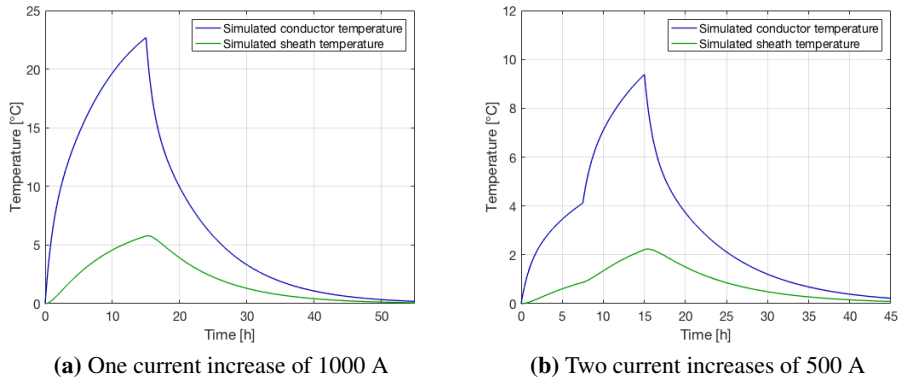 25
20
15
10
5
0
Temperature [°C]
Simulated conductor temperature
Simulated sheath temperature
0 10 20 30 40 50
Time [h]
(a) One current increase of 1000 A
12
10
8
6
4
2
0
Temperature [°C]
Simulated conductor temperature
Simulated sheath temperature
0 5 10 15 20 25 30 35 40 45
Time [h]
(b) Two current increases of 500 A